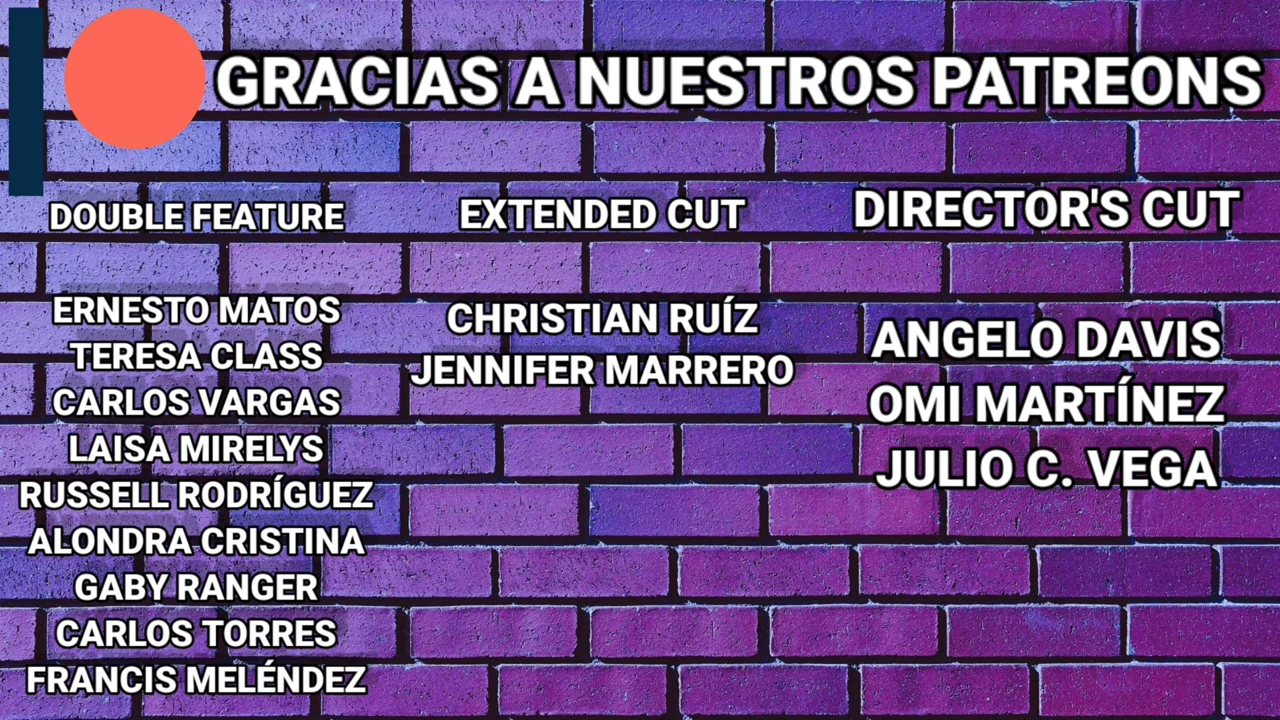 GRACIAS A NUESTROS PATREONS
DOUBLE FEATURE
ERNESTO MATOS
TERESA CLASS
CARLOS VARGAS
LAISA MIRELYS
RUSSELL RODRÍGUEZ
ALONDRA CRISTINA
GABY RANGER
CARLOS TORRES
FRANCIS MELÉNDEZ
EXTENDED CUT
CHRISTIAN RUÍZ
JENNIFER MARRERO
DIRECTOR'S CUT
ANGELO DAVIS
OMI MARTÍNEZ
JULIO C. VEGA